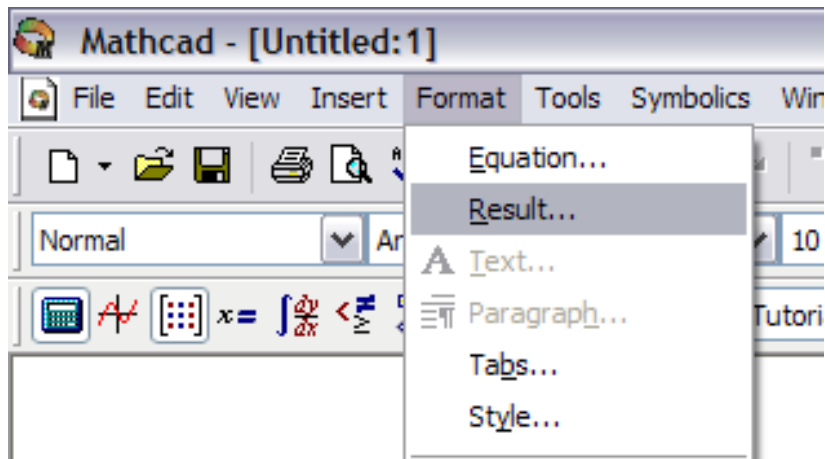 Mathcad - [Untitled:1]
File Edit View Insert Format Tools Symbolics
Equation...
Result...
Normal 10
Text...
x=
Paragraph...
Tabs...
Style...